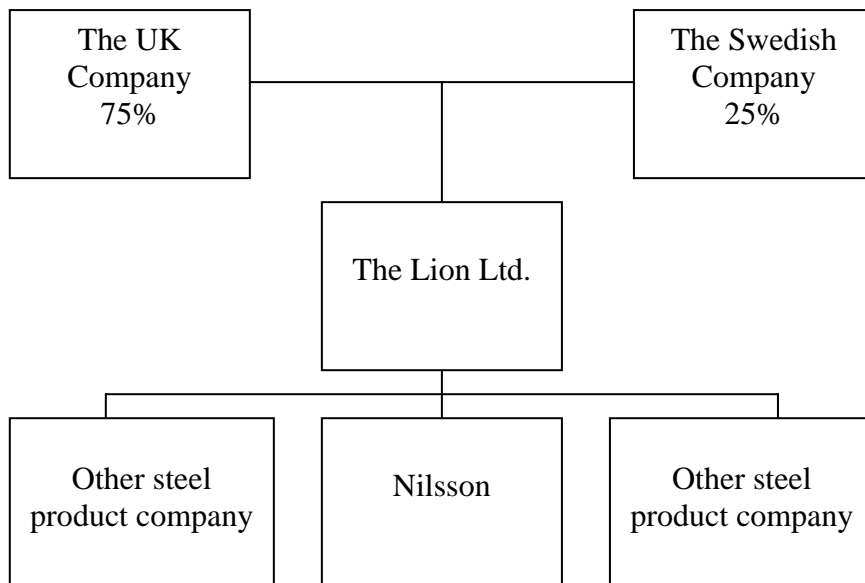 The UK
Company
75%
The Swedish
Company
25%
The Lion Ltd.
Other steel
product company
Nilsson
Other steel
product company